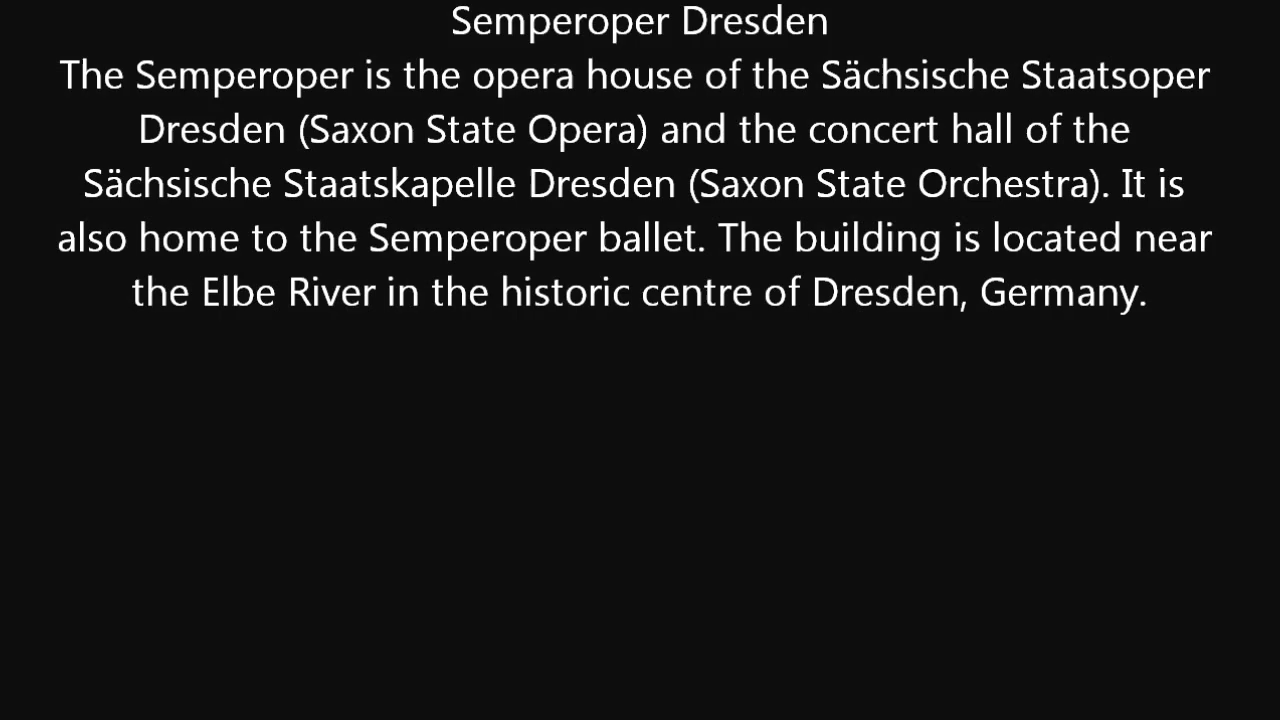 Semperoper Dresden
The Semperoper is the opera house of the Sächsische Staatsoper
Dresden (Saxon State Opera) and the concert hall of the
Sächsische Staatskapelle Dresden (Saxon State Orchestra). It is
also home to the Semperoper ballet. The building is located near
the Elbe River in the historic centre of Dresden, Germany.